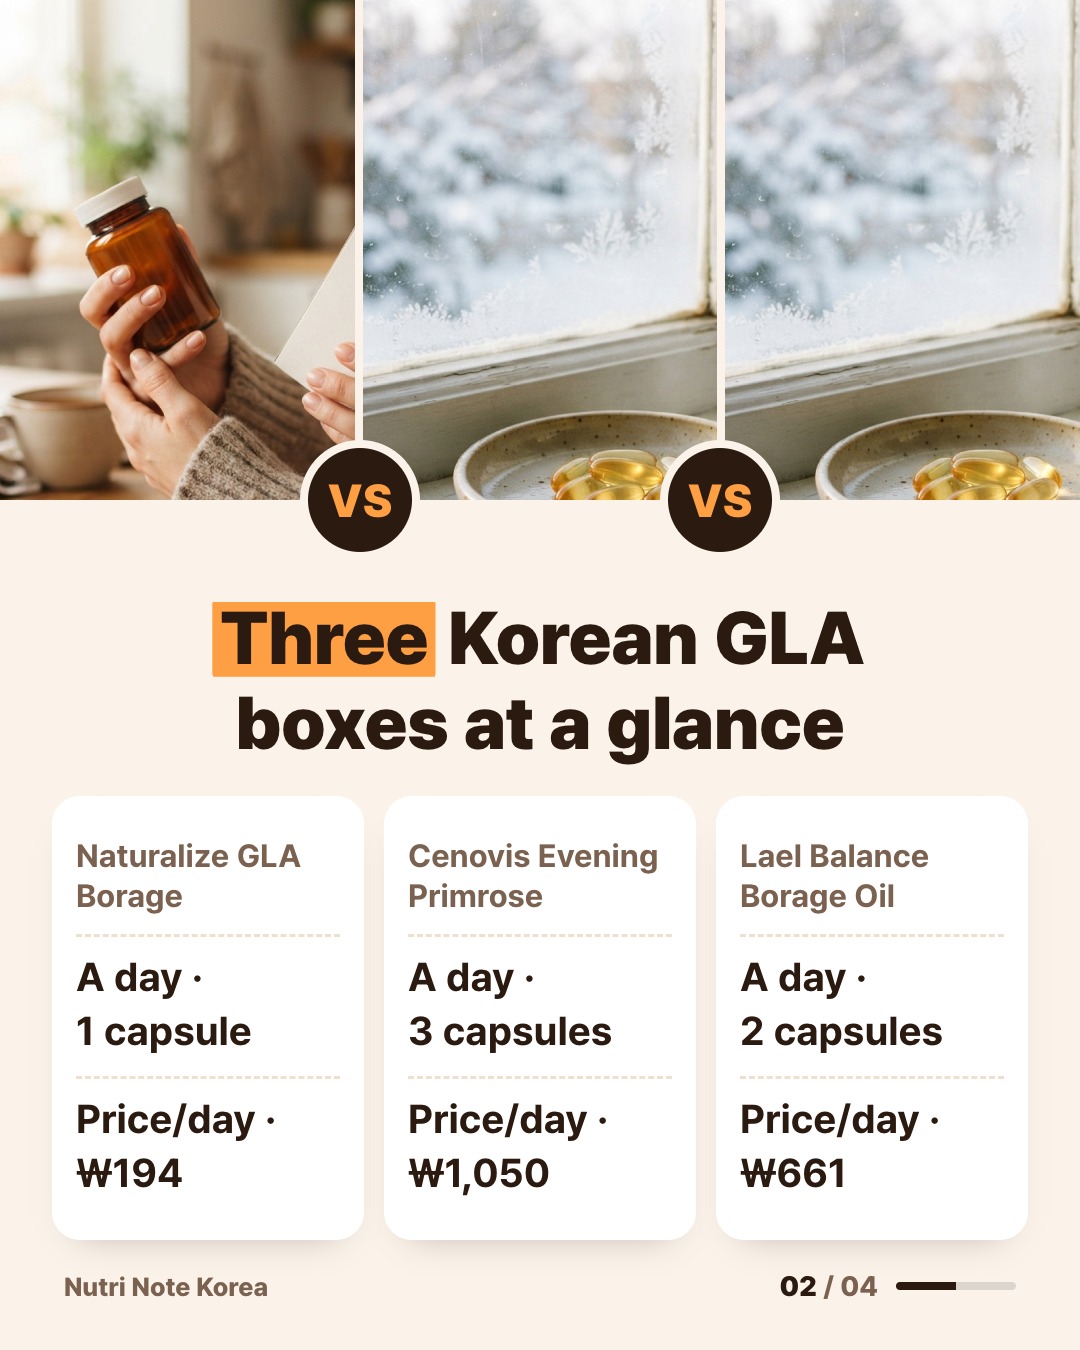 VS
VS
Three Korean GLA
boxes at a glance
Naturalize GLA
Borage
A day ·
1 capsule
Price/day ·
₩194
Cenovis Evening
Primrose
A day ·
3 capsules
Price/day ·
₩1,050
Lael Balance
Borage Oil
A day ·
2 capsules
Price/day ·
₩661
Nutri Note Korea
02 / 04